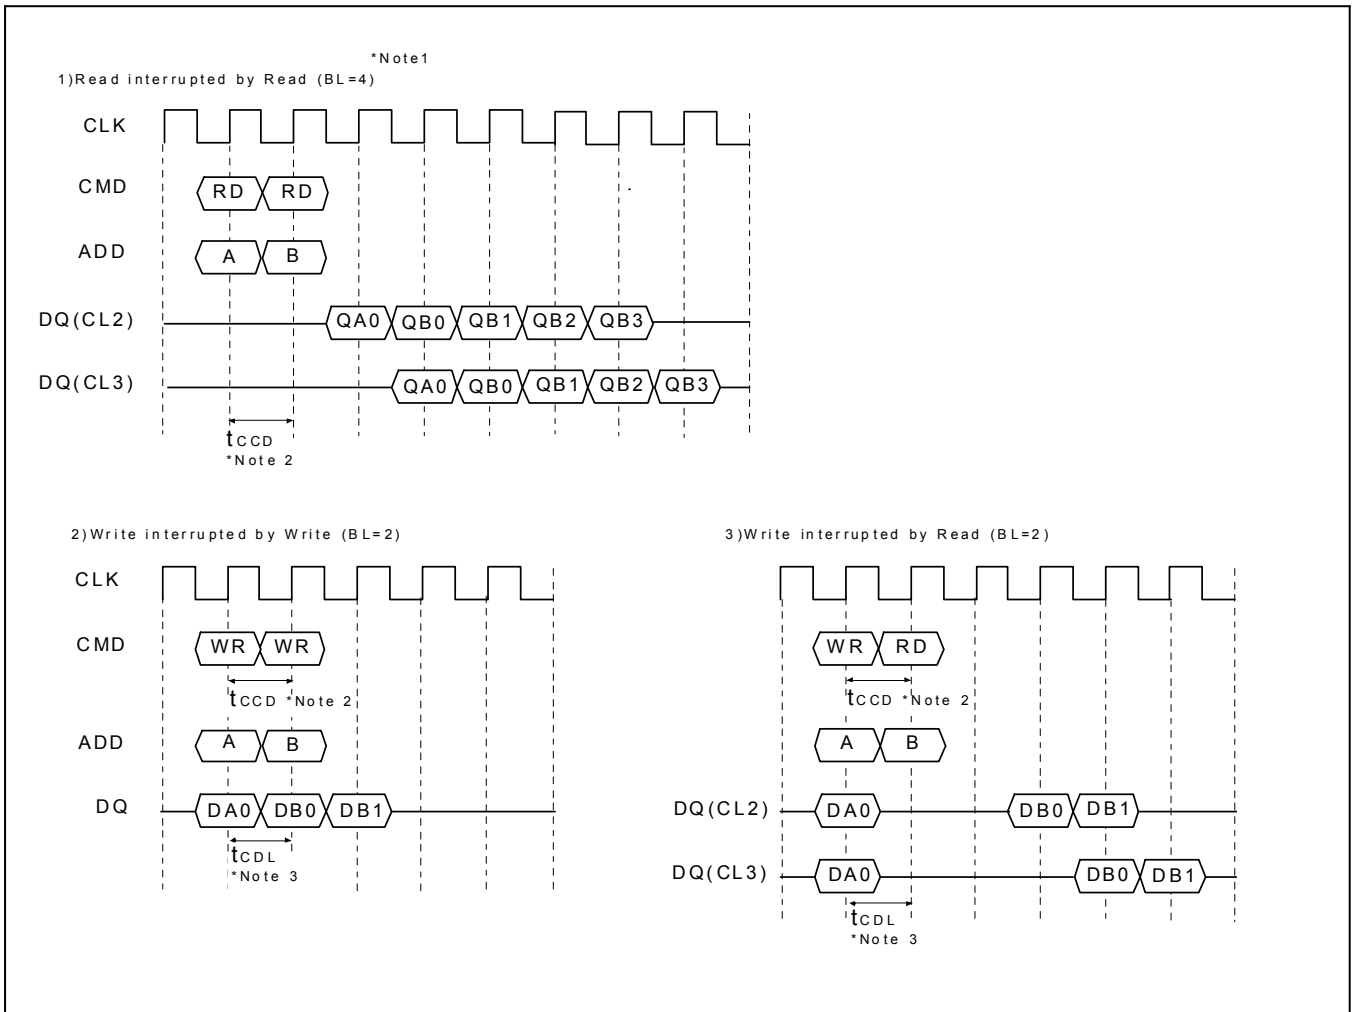 *Note1
1)Read interrupted by Read (BL=4)
CLK
CMD RD RD
ADD A B
DQ(CL2) QA0 QB0 QB1 QB2 QB3
DQ(CL3) QA0 QB0 QB1 QB2 QB3
tCCD
*Note 2
2)Write interrupted by Write (BL=2)
CLK
CMD WR WR
tCCD *Note 2
ADD A B
DQ DA0 DB0 DB1
tCDL
*Note 3
3)Write interrupted by Read (BL=2)
WR RD
tCCD *Note 2
A B
DQ(CL2) DA0 DB0 DB1
DQ(CL3) DA0 DB0 DB1
tCDL
*Note 3